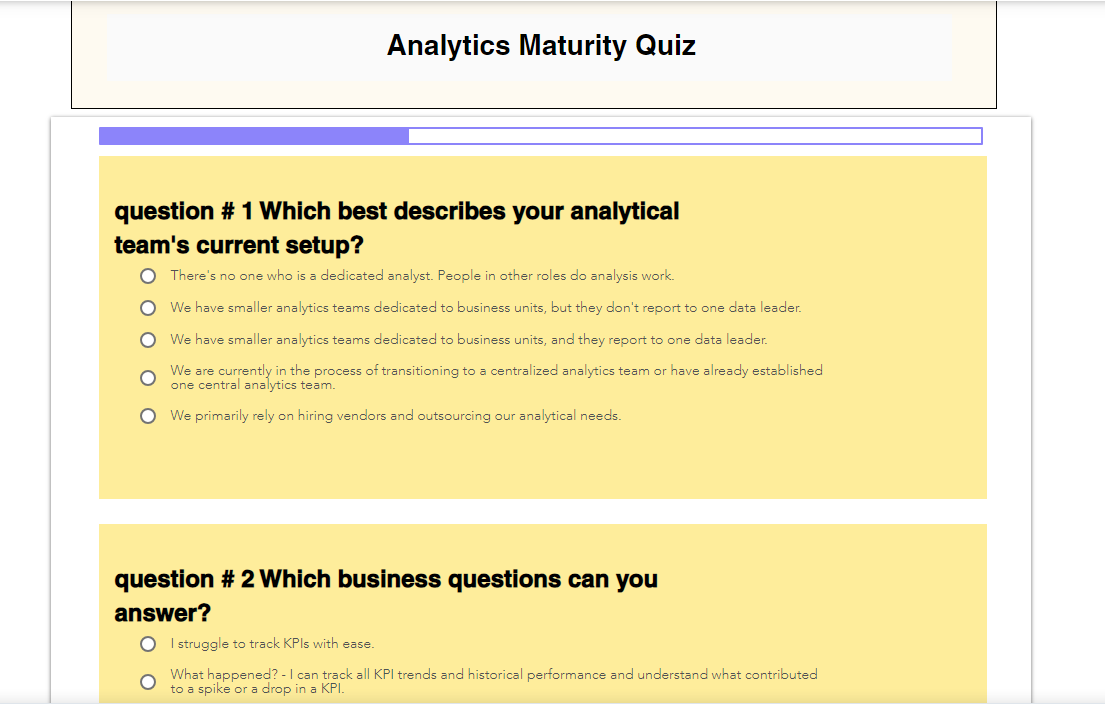 Analytics Maturity Quiz
question # 1 Which best describes your analytical
team's current setup?
There's no one who is a dedicated analyst. People in other roles do analysis work.
We have smaller analytics teams dedicated to business units, but they don't report to one data leader.
We have smaller analytics teams dedicated to business units, and they report to one data leader.
We are currently in the process of transitioning to a centralized analytics team or have already established
one central analytics team.
We primarily rely on hiring vendors and outsourcing our analytical needs.
question # 2 Which business questions can you
answer?
I struggle to track KPIs with ease.
What happened? - I can track all KPI trends and historical performance and understand what contributed
to a spike or a drop in a KPI.